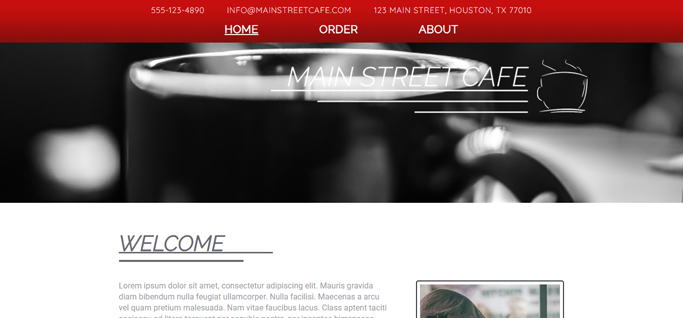 555-123-4890 INFO@MAINSTREETCAFE.COM 123 MAIN STREET, HOUSTON, TX 77010
HOME ORDER ABOUT
MAIN STREET CAFE
WELCOME
Lorem ipsum dolor sit amet, consectetur adipiscing elit. Mauris gravida
diam bibendum nulla feugiat ullamcorper. Nulla facilisi. Maecenas a arcu
vel quam pretium malesuada. Nam vitae faucibus lacus. Class aptent taciti